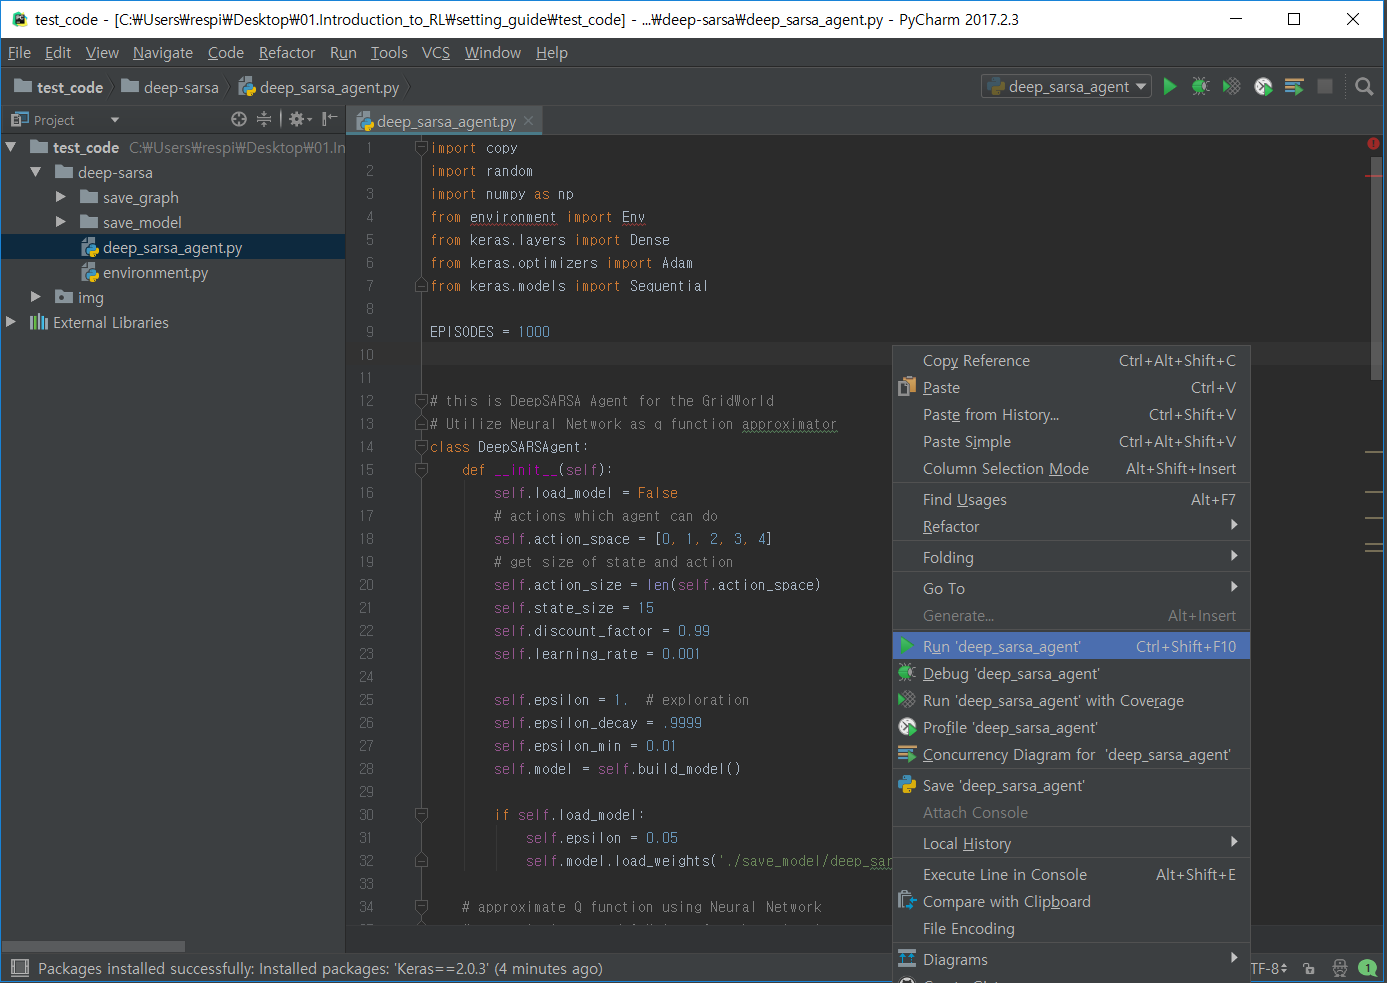 test_code - [C:₩Users₩respi₩Desktop₩01.Introduction_to_RL₩setting_guide₩test_code] - ...₩deep-sarsa₩deep_sarsa_agent.py - PyCharm 2017.2.3
File Edit View Navigate Code Refactor Run Tools VCS Window Help
test_code deep-sarsa deep_sarsa_agent.py deep_sarsa_agent
Project
test_code C:₩Users₩respi₩Desktop₩01.In
deep-sarsa
save_graph
save_model
deep_sarsa_agent.py
environment.py
img
External Libraries
deep_sarsa_agent.py
1 import copy
2 import random
3 import numpy as np
4 from environment import Env
5 from keras.layers import Dense
6 from keras.optimizers import Adam
7 from keras.models import Sequential
8
9 EPISODES = 1000
10
11
12 # this is DeepSARSA Agent for the GridWorld
13 # Utilize Neural Network as q function approximator
14 class DeepSARSAgent:
15 def __init__(self):
16 self.load_model = False
17 # actions which agent can do
18 self.action_space = [0, 1, 2, 3, 4]
19 # get size of state and action
20 self.action_size = len(self.action_space)
21 self.state_size = 15
22 self.discount_factor = 0.99
23 self.learning_rate = 0.001
24
25 self.epsilon = 1. # exploration
26 self.epsilon_decay = .9999
27 self.epsilon_min = 0.01
28 self.model = self.build_model()
29
30 if self.load_model:
31 self.epsilon = 0.05
32 self.model.load_weights('./save_model/deep_sar
33
34 # approximate Q function using Neural Network
Copy Reference Ctrl+Alt+Shift+C
Paste Ctrl+V
Paste from History... Ctrl+Shift+V
Paste Simple Ctrl+Alt+Shift+V
Column Selection Mode Alt+Shift+Insert
Find Usages Alt+F7
Refactor
Folding
Go To
Generate... Alt+Insert
Run 'deep_sarsa_agent' Ctrl+Shift+F10
Debug 'deep_sarsa_agent'
Run 'deep_sarsa_agent' with Coverage
Profile 'deep_sarsa_agent'
Concurrency Diagram for 'deep_sarsa_agent'
Save 'deep_sarsa_agent'
Attach Console
Local History
Execute Line in Console Alt+Shift+E
Compare with Clipboard
File Encoding
Diagrams
Packages installed successfully: Installed packages: 'Keras==2.0.3' (4 minutes ago)
TF-8 1